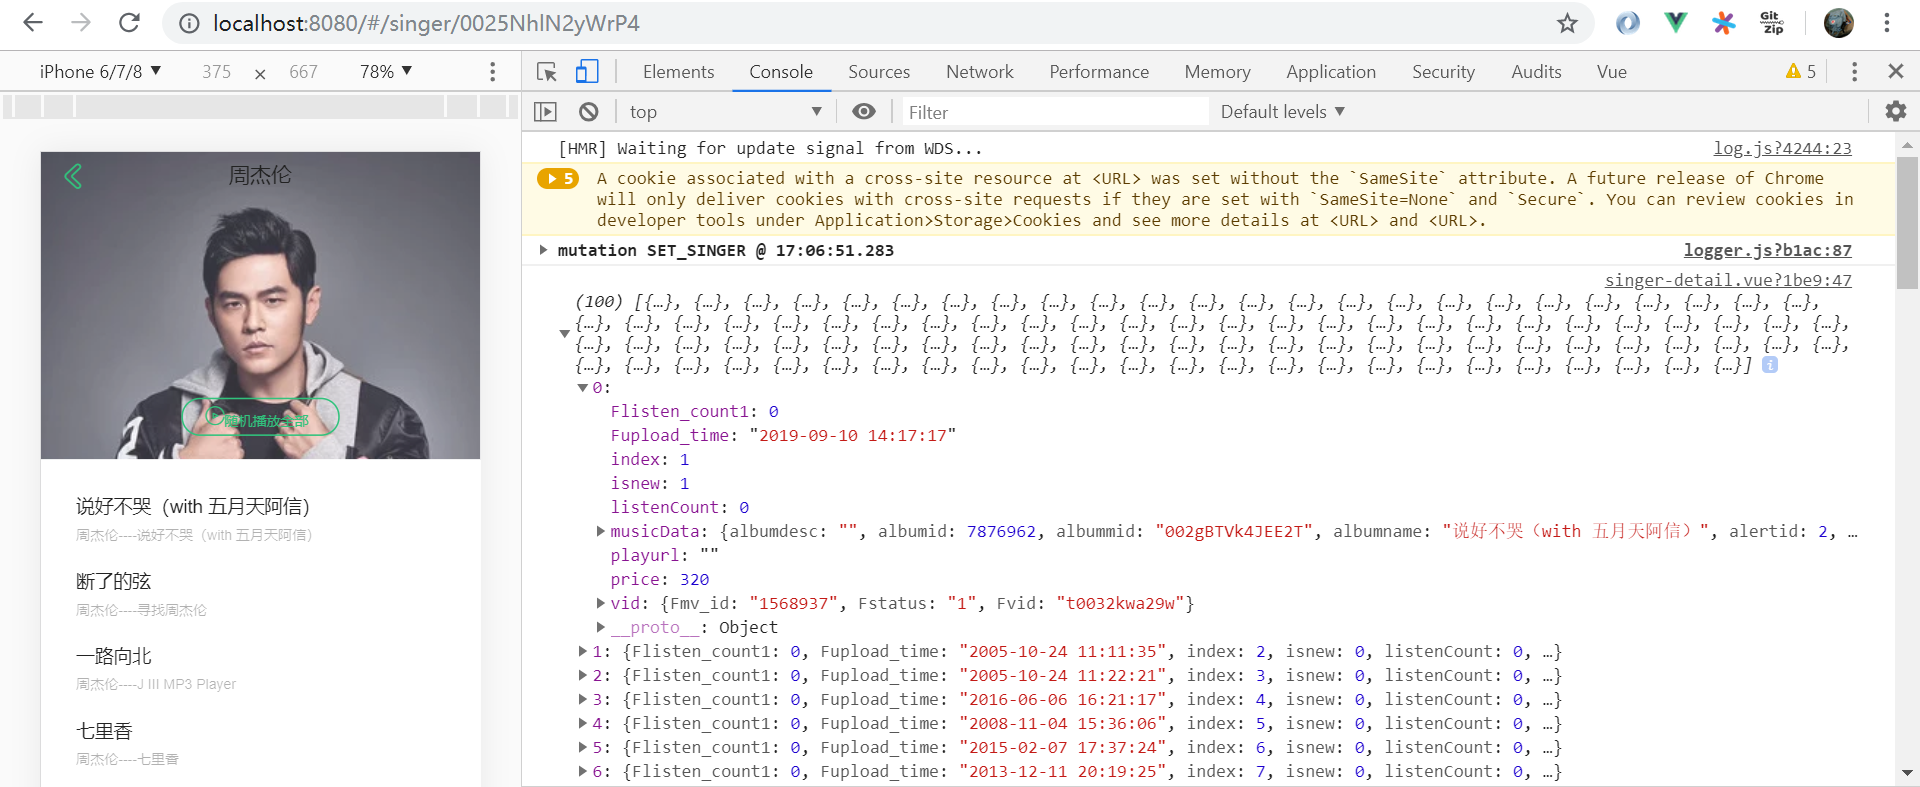 localhost:8080/#/singer/0025NhlN2yWrP4
Git Zip
iPhone 6/7/8 ▼ 375 × 667 78% ▼
Elements Console Sources Network Performance Memory Application Security Audits Vue 5
top ▼ Filter Default levels ▼
周杰伦
随机播放全部
说好不哭（with 五月天阿信）
周杰伦----说好不哭（with 五月天阿信）
断了的弦
周杰伦----寻找周杰伦
一路向北
周杰伦----J III MP3 Player
七里香
周杰伦----七里香
[HMR] Waiting for update signal from WDS... log.js?4244:23
5 A cookie associated with a cross-site resource at <URL> was set without the `SameSite` attribute. A future release of Chrome
will only deliver cookies with cross-site requests if they are set with `SameSite=None` and `Secure`. You can review cookies in
developer tools under Application>Storage>Cookies and see more details at <URL> and <URL>.
mutation SET_SINGER @ 17:06:51.283 logger.js?b1ac:87
singer-detail.vue?1be9:47
(100) [{…}, {…}, {…}, {…}, {…}, {…}, {…}, {…}, {…}, {…}, {…}, {…}, {…}, {…}, {…}, {…}, {…}, {…}, {…}, {…}, {…}, {…}, {…}, {…},
{…}, {…}, {…}, {…}, {…}, {…}, {…}, {…}, {…}, {…}, {…}, {…}, {…}, {…}, {…}, {…}, {…}, {…}, {…}, {…}, {…}, {…}, {…}, {…}, {…}, {…},
{…}, {…}, {…}, {…}, {…}, {…}, {…}, {…}, {…}, {…}, {…}, {…}, {…}, {…}, {…}, {…}, {…}, {…}, {…}, {…}, {…}, {…}, {…}, {…}, {…}, {…},
{…}, {…}, {…}, {…}, {…}, {…}, {…}, {…}, {…}, {…}, {…}, {…}, {…}, {…}, {…}, {…}, {…}, {…}, {…}, {…}, {…}, {…}, {…}, {…}] i
0:
Flisten_count1: 0
Fupload_time: "2019-09-10 14:17:17"
index: 1
isnew: 1
listenCount: 0
musicData: {albumdesc: "", albumid: 7876962, albummid: "002gBTVk4JEE2T", albumname: "说好不哭（with 五月天阿信）", alertid: 2, …
playurl: ""
price: 320
vid: {Fmv_id: "1568937", Fstatus: "1", Fvid: "t0032kwa29w"}
__proto__: Object
1: {Flisten_count1: 0, Fupload_time: "2005-10-24 11:11:35", index: 2, isnew: 0, listenCount: 0, …}
2: {Flisten_count1: 0, Fupload_time: "2005-10-24 11:22:21", index: 3, isnew: 0, listenCount: 0, …}
3: {Flisten_count1: 0, Fupload_time: "2016-06-06 16:21:17", index: 4, isnew: 0, listenCount: 0, …}
4: {Flisten_count1: 0, Fupload_time: "2008-11-04 15:36:06", index: 5, isnew: 0, listenCount: 0, …}
5: {Flisten_count1: 0, Fupload_time: "2015-02-07 17:37:24", index: 6, isnew: 0, listenCount: 0, …}
6: {Flisten_count1: 0, Fupload_time: "2013-12-11 20:19:25", index: 7, isnew: 0, listenCount: 0, …}